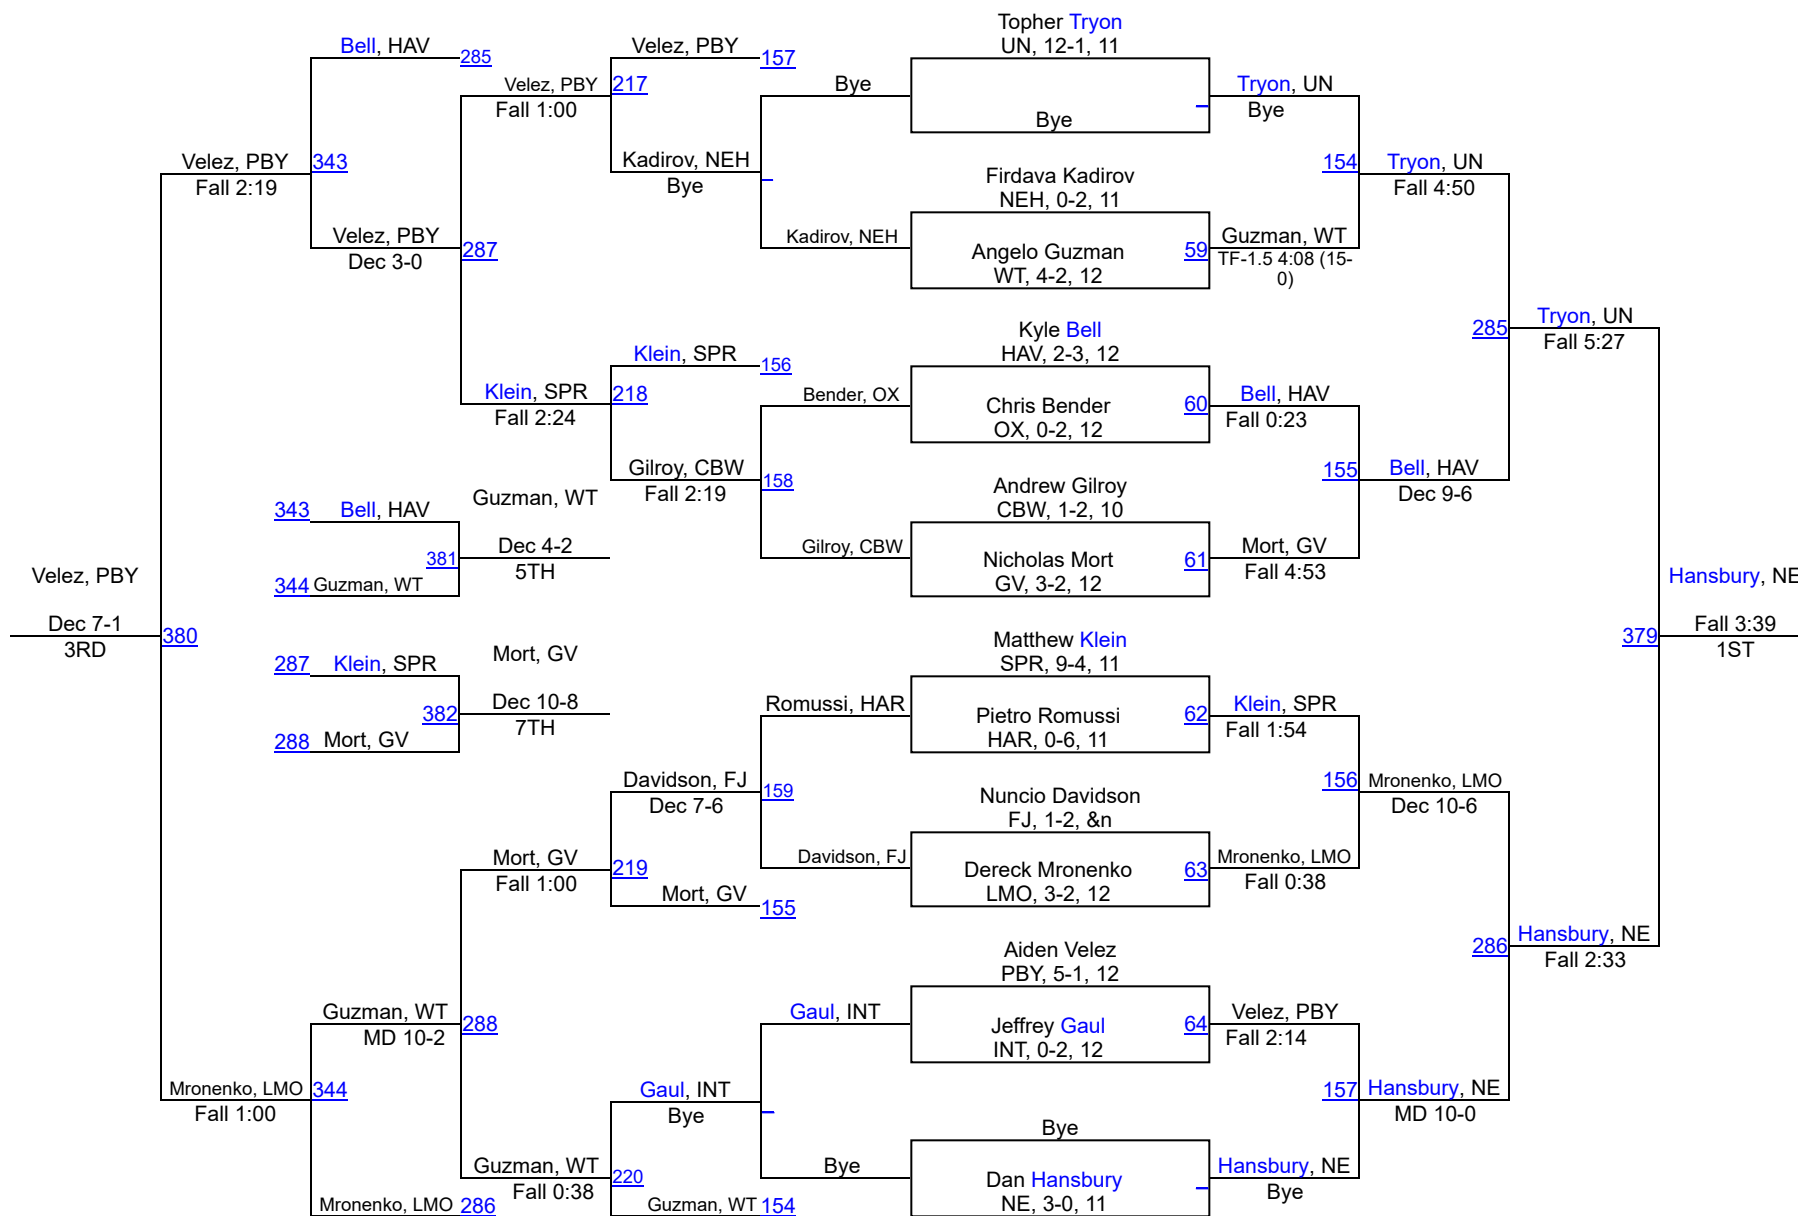 Topher Tryon
UN, 12-1, 11
Bell, HAV
285
Velez, PBY
157
Velez, PBY
217
Fall 1:00
Bye
Bye
Tryon, UN
Bye
Velez, PBY
343
Fall 2:19
Kadirov, NEH
Bye
Firdava Kadirov
NEH, 0-2, 11
154
Tryon, UN
Fall 4:50
Velez, PBY
Dec 3-0
287
Kadirov, NEH
Angelo Guzman
WT, 4-2, 12
59
Guzman, WT
TF-1.5 4:08 (15-
0)
Kyle Bell
HAV, 2-3, 12
285
Tryon, UN
Fall 5:27
Klein, SPR
156
Klein, SPR
218
Fall 2:24
Bender, OX
Chris Bender
OX, 0-2, 12
60
Bell, HAV
Fall 0:23
Gilroy, CBW
Fall 2:19
158
Andrew Gilroy
CBW, 1-2, 10
155
Bell, HAV
Dec 9-6
343
Bell, HAV
Guzman, WT
381
Dec 4-2
5TH
344
Guzman, WT
Gilroy, CBW
Nicholas Mort
GV, 3-2, 12
61
Mort, GV
Fall 4:53
Velez, PBY
Dec 7-1
3RD
380
Hansbury, NE
379
Fall 3:39
1ST
287
Klein, SPR
Mort, GV
382
Dec 10-8
7TH
288
Mort, GV
Matthew Klein
SPR, 9-4, 11
Romussi, HAR
Pietro Romussi
HAR, 0-6, 11
62
Klein, SPR
Fall 1:54
Davidson, FJ
Dec 7-6
159
Nuncio Davidson
FJ, 1-2, &n
156
Mronenko, LMO
Dec 10-6
Mort, GV
Fall 1:00
219
Davidson, FJ
Dereck Mronenko
LMO, 3-2, 12
63
Mronenko, LMO
Fall 0:38
Mort, GV
155
Aiden Velez
PBY, 5-1, 12
286
Hansbury, NE
Fall 2:33
Guzman, WT
MD 10-2
288
Gaul, INT
Jeffrey Gaul
INT, 0-2, 12
64
Velez, PBY
Fall 2:14
Mronenko, LMO
Fall 1:00
344
Gaul, INT
Bye
157
Hansbury, NE
MD 10-0
Bye
Guzman, WT
Fall 0:38
220
Bye
Dan Hansbury
NE, 3-0, 11
Hansbury, NE
Bye
Mronenko, LMO
286
Guzman, WT
154